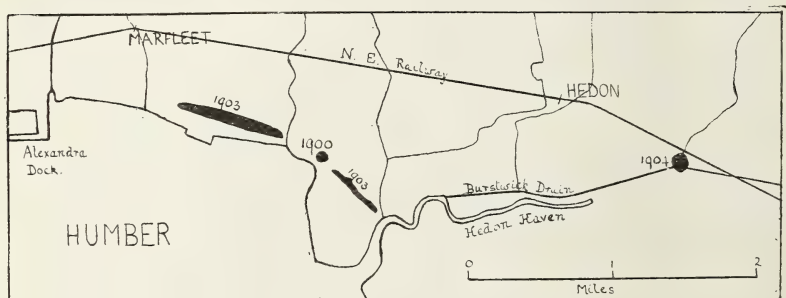 MARFLEET
N. E. Railway
HEDON
1903
1900
1903
1904
Alexandra
Dock.
Burstwick Drain
Hedon Haven
HUMBER
0 1 2
Miles